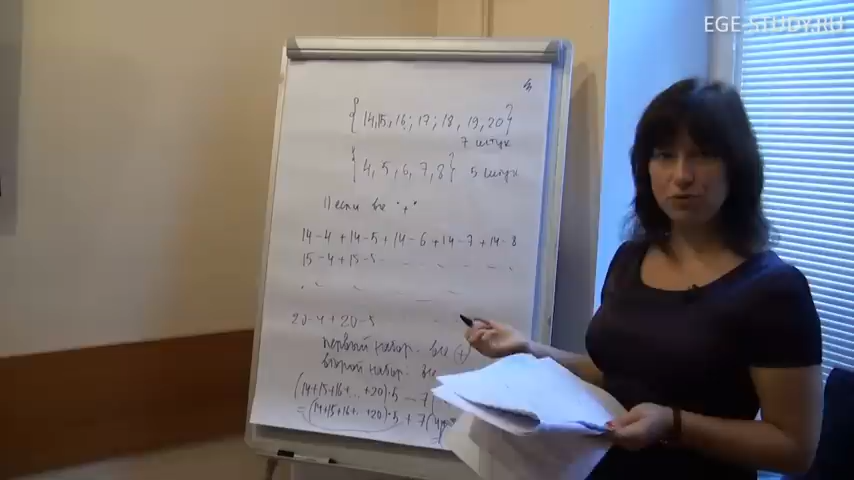 EGE-STUDY.RU
{14,15,16; 17; 18, 19, 20}
7 штук
{4, 5, 6, 7, 8} 5 штук
1) если все "+"
14-4+14-5+14-6+14-7+14-8
15-4+15-5
20-4+20-5
первый набор. все (+)
второй набор. все
(14+15+16+...+20)·5 - 7
=(14+15+16+...+20)·5 + 7(